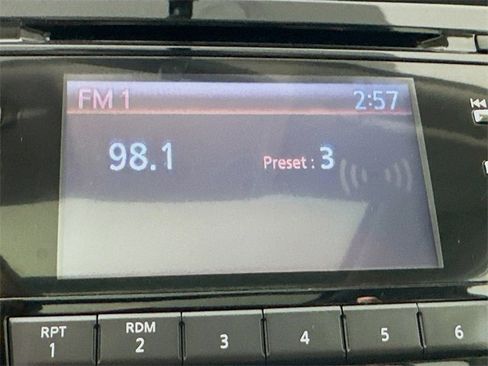 FM 1 2:57
98.1 Preset : 3
RPT RDM
1 2 3 4 5 6